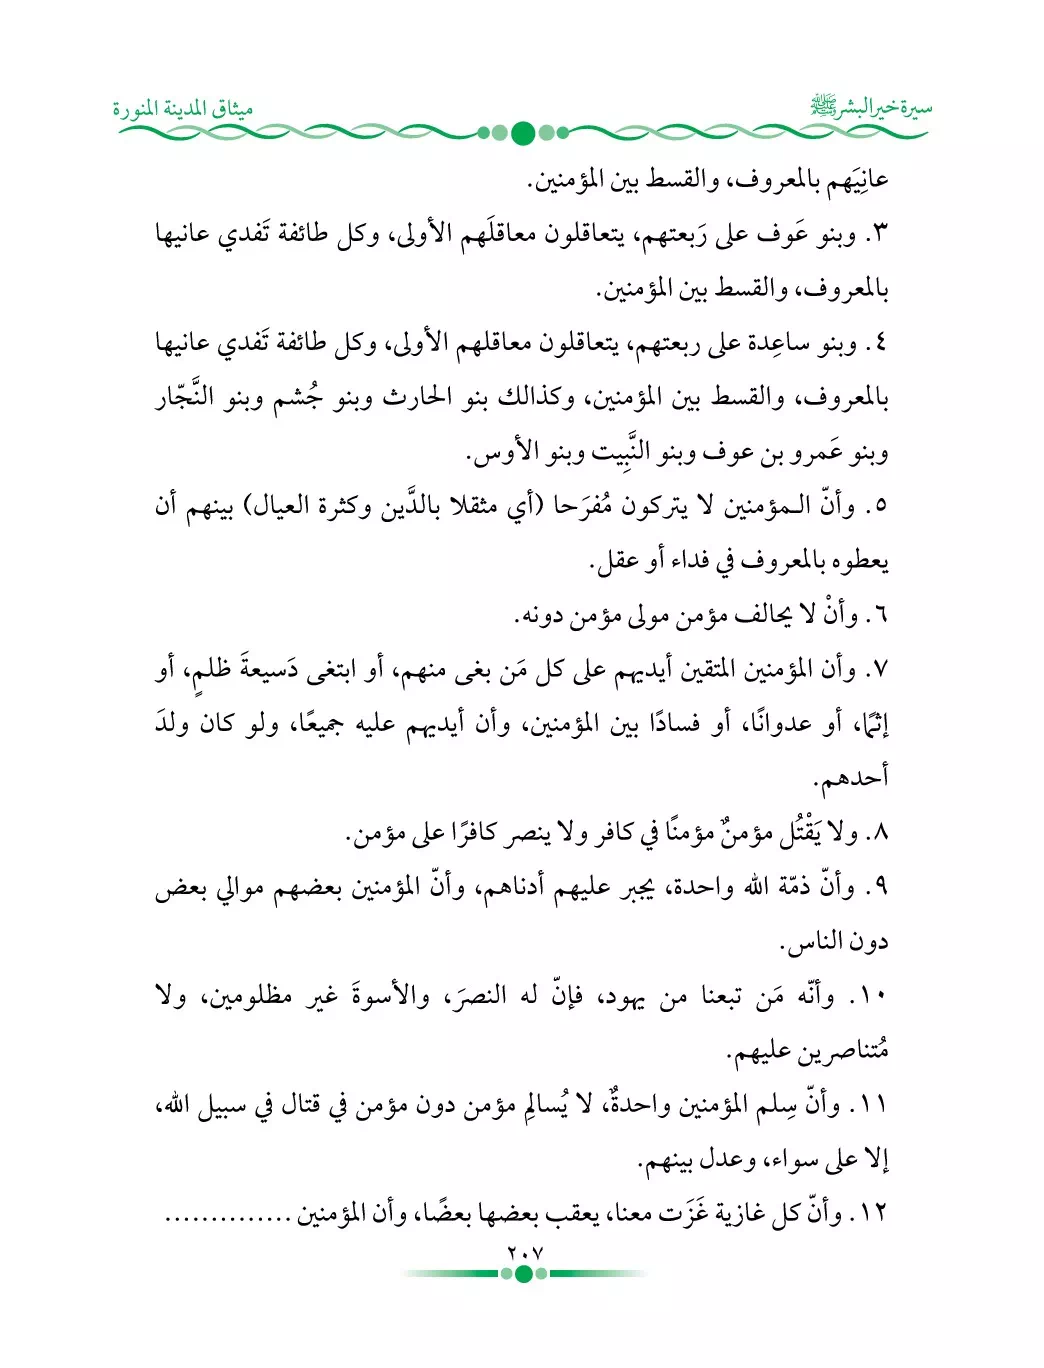 سيرة خير البشر ﷺ
ميثاق المدينة المنورة
عانِيَهم بالمعروف، والقسط بين المؤمنين.
٣. وبنو عَوف على رَبعتهم، يتعاقلون معاقلَهم الأولى، وكل طائفة تَفدي عانيها
بالمعروف، والقسط بين المؤمنين.
٤. وبنو ساعِدة على ربعتهم، يتعاقلون معاقلهم الأولى، وكل طائفة تَفدي عانيها
بالمعروف، والقسط بين المؤمنين، وكذالك بنو الحارث وبنو جُشم وبنو النَّجّار
وبنو عَمرو بن عوف وبنو النَّبِيت وبنو الأوس.
٥. وأنّ الـمؤمنين لا يتركون مُفرَحا (أي مثقلا بالدَّين وكثرة العيال) بينهم أن
يعطوه بالمعروف في فداء أو عقل.
٦. وأنْ لا يحالف مؤمن مولى مؤمن دونه.
٧. وأن المؤمنين المتقين أيديهم على كل مَن بغى منهم، أو ابتغى دَسيعةَ ظلمٍ، أو
إثمًا، أو عدوانًا، أو فسادًا بين المؤمنين، وأن أيديهم عليه جميعًا، ولو كان ولدَ
أحدهم.
٨. ولا يَقْتُل مؤمنٌ مؤمنًا في كافر ولا ينصر كافرًا على مؤمن.
٩. وأنّ ذمّة الله واحدة، يجير عليهم أدناهم، وأنّ المؤمنين بعضهم موالي بعض
دون الناس.
١٠. وأنّه مَن تبعنا من يهود، فإنّ له النصرَ، والأسوةَ غير مظلومين، ولا
مُتناصرين عليهم.
١١. وأنّ سِلم المؤمنين واحدةٌ، لا يُسالِم مؤمن دون مؤمن في قتال في سبيل الله،
إلا على سواء، وعدل بينهم.
١٢. وأنّ كل غازية غَزَت معنا، يعقب بعضها بعضًا، وأن المؤمنين ..............
٢٠٧